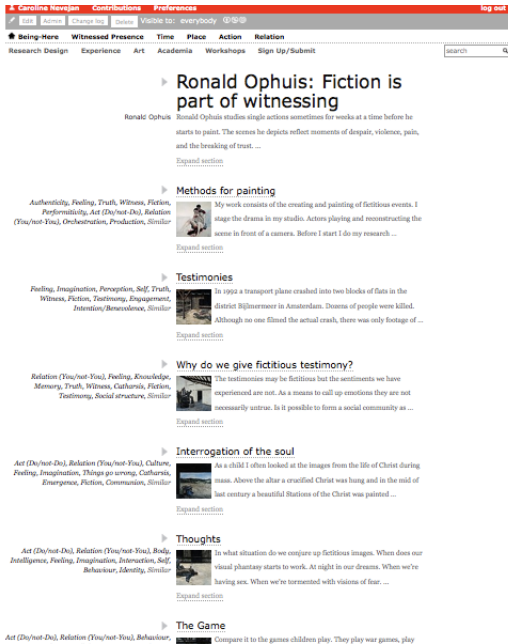 Caroline Nevejan Contributions Preferences log out
Edit Admin Change log Delete Visible to: everybody
Being-Here Witnessed Presence Time Place Action Relation
Research Design Experience Art Academia Workshops Sign Up/Submit search
Ronald Ophuis: Fiction is
part of witnessing
Ronald Ophuis
Ronald Ophuis studies single actions sometimes for weeks at a time before he
starts to paint. The scenes he depicts reflect moments of despair, violence, pain,
and the breaking of trust. ...
Expand section
Methods for painting
Authenticity, Feeling, Truth, Witness, Fiction,
Performitivity, Act (Do/not-Do), Relation
(You/not-You), Orchestration, Production, Similar
My work consists of the creating and painting of fictitious events. I
stage the drama in my studio. Actors playing and reconstructing the
scene in front of a camera. Before I start I do my research ...
Expand section
Testimonies
Feeling, Imagination, Perception, Self, Truth,
Witness, Fiction, Testimony, Engagement,
Intention/Benevolence, Similar
In 1992 a transport plane crashed into two blocks of flats in the
district Bijlmermeer in Amsterdam. Dozens of people were killed.
Although no one filmed the actual crash, there was only footage of ...
Expand section
Why do we give fictitious testimony?
Relation (You/not-You), Feeling, Knowledge,
Memory, Truth, Witness, Catharsis, Fiction,
Testimony, Social structure, Similar
The testimonies may be fictitious but the sentiments we have
experienced are not. As a means to call up emotions they are not
necessarily untrue. Is it possible to form a social community as ...
Expand section
Interrogation of the soul
Act (Do/not-Do), Relation (You/not-You), Culture,
Feeling, Imagination, Things go wrong, Catharsis,
Emergence, Fiction, Communion, Similar
As a child I often looked at the images from the life of Christ during
mass. Above the altar a crucified Christ was hung and in the mid of
last century a beautiful Stations of the Christ was painted ...
Expand section
Thoughts
Act (Do/not-Do), Relation (You/not-You), Body,
Intelligence, Feeling, Imagination, Interaction, Self,
Behaviour, Identity, Similar
In what situation do we conjure up fictitious images. When does our
visual phantasy starts to work. At night in our dreams. When we're
having sex. When we're tormented with visions of fear. ...
Expand section
The Game
Act (Do/not-Do), Relation (You/not-You), Behaviour,
Compare it to the games children play. They play war games, play